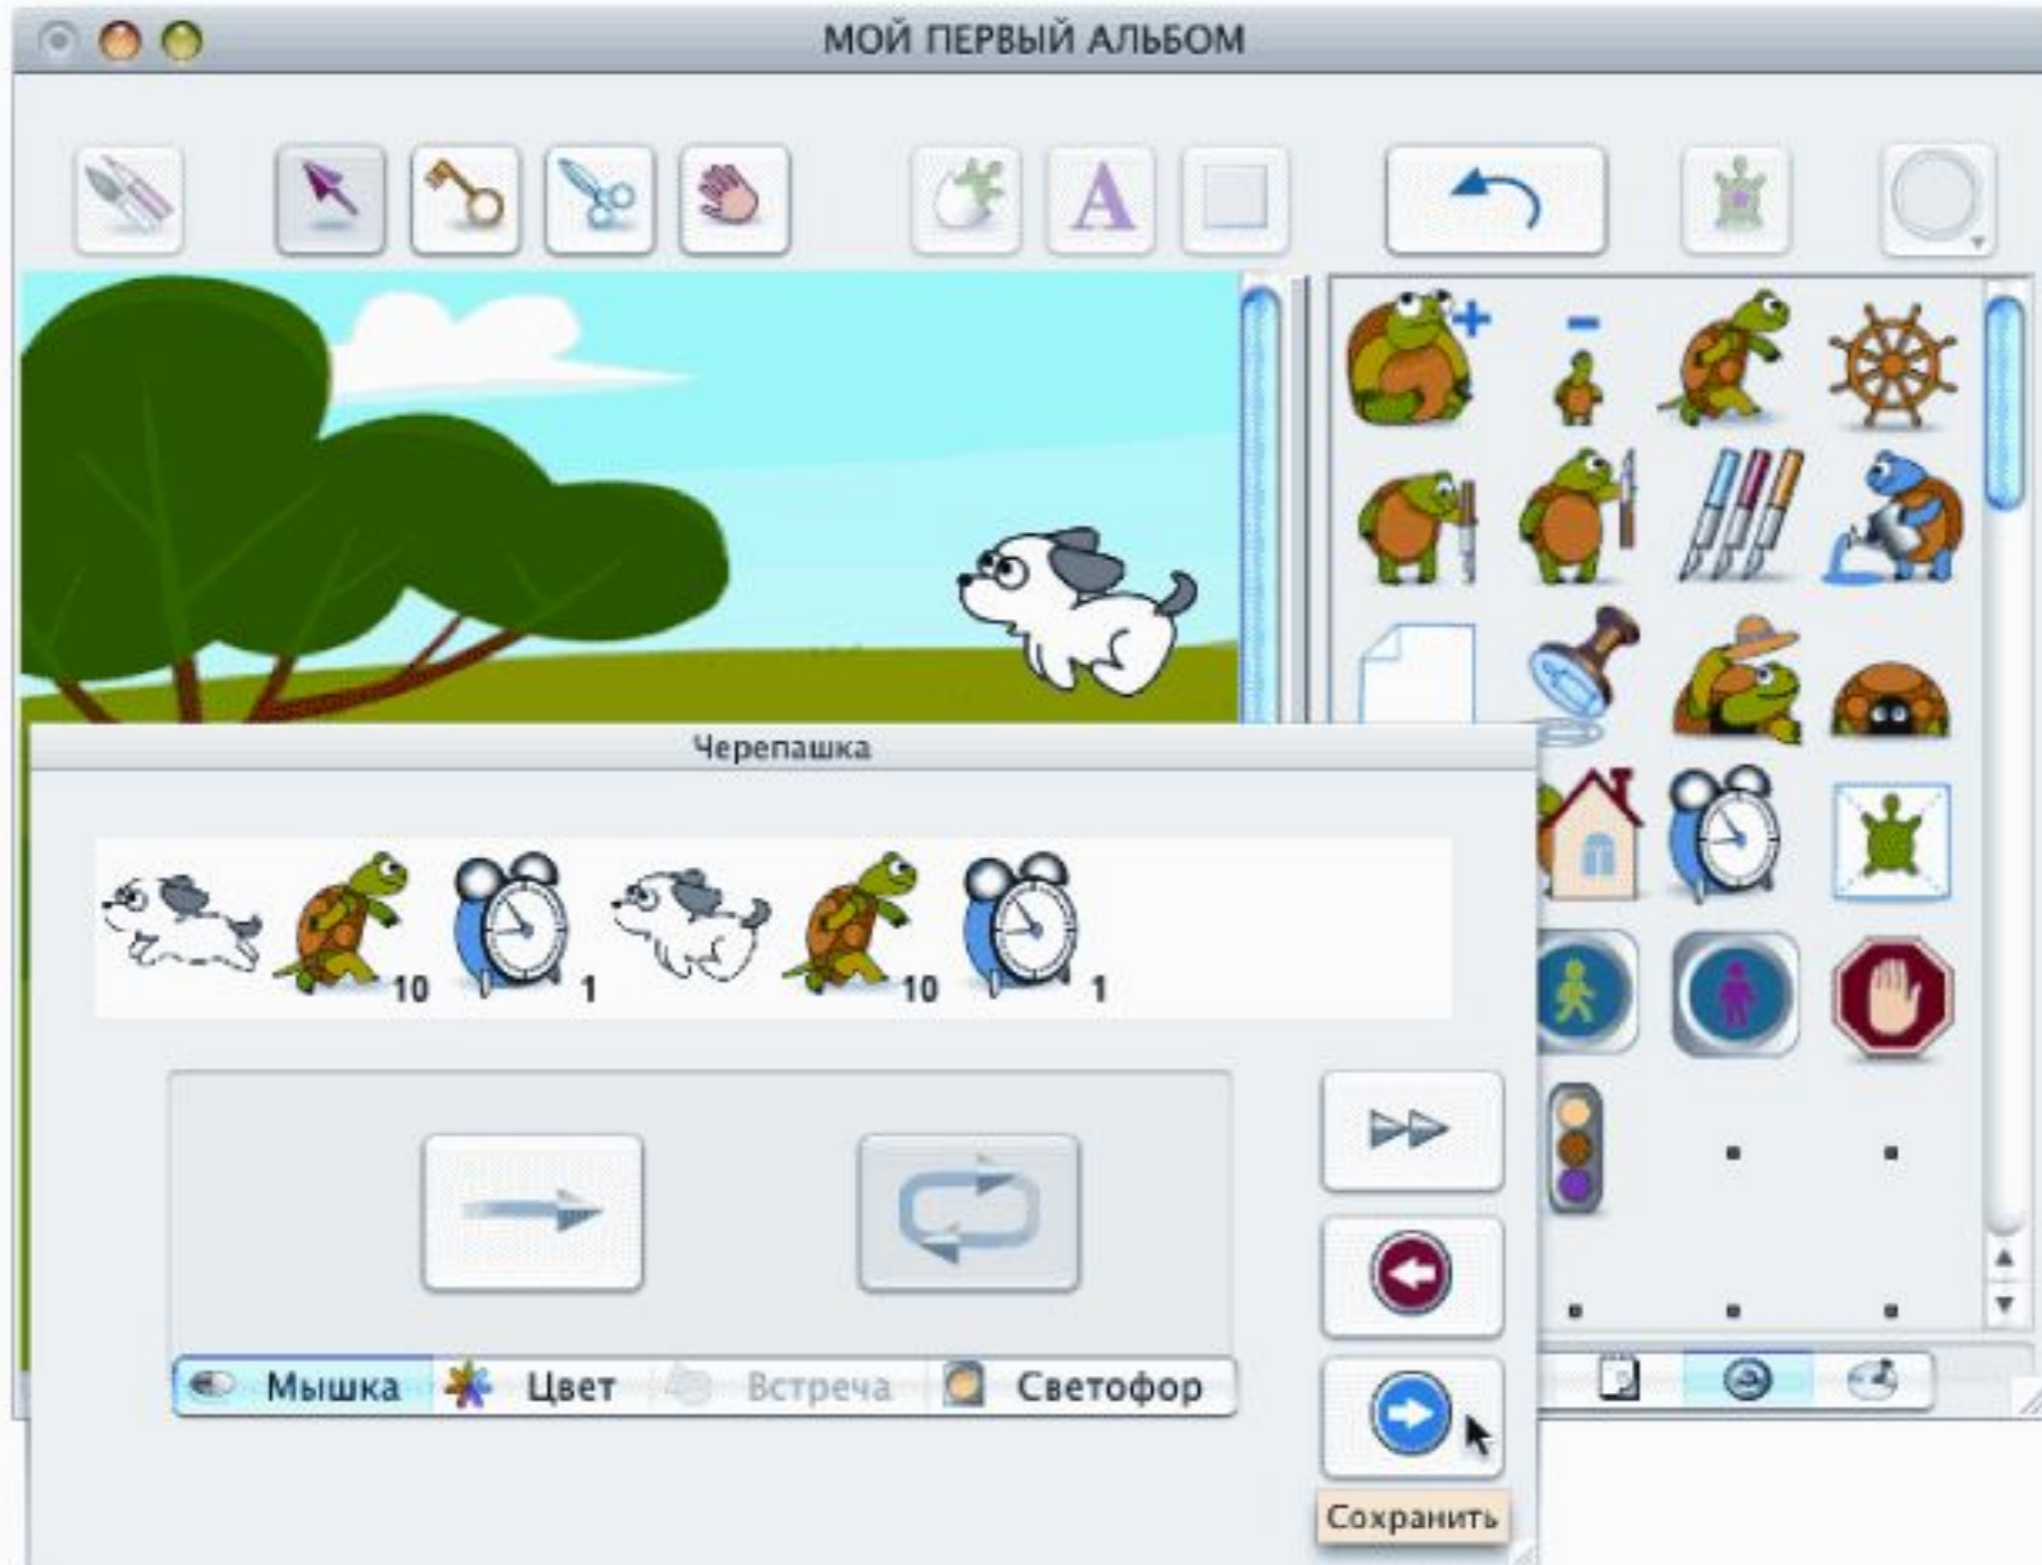 МОЙ ПЕРВЫЙ АЛЬБОМ
A
+ -
Черепашка
10 1 10 1
Мышка Цвет Встреча Светофор
Сохранить